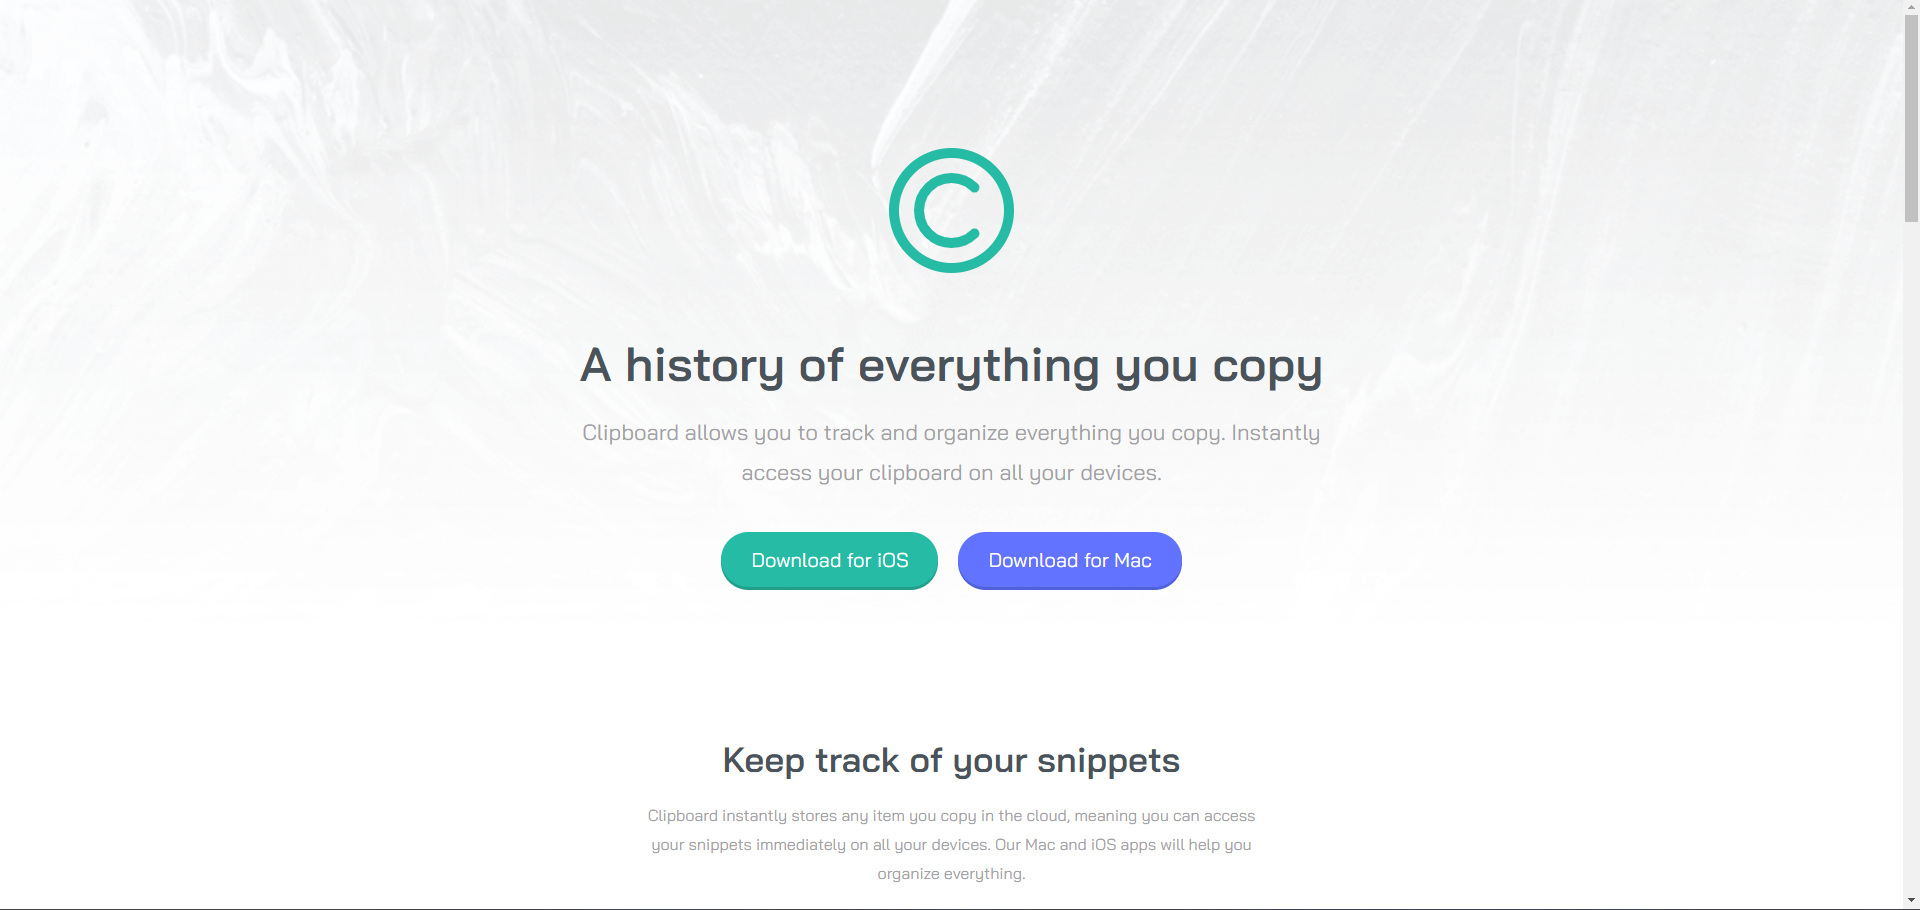 A history of everything you copy
Clipboard allows you to track and organize everything you copy. Instantly
access your clipboard on all your devices.
Download for iOS
Download for Mac
Keep track of your snippets
Clipboard instantly stores any item you copy in the cloud, meaning you can access
your snippets immediately on all your devices. Our Mac and iOS apps will help you
organize everything.